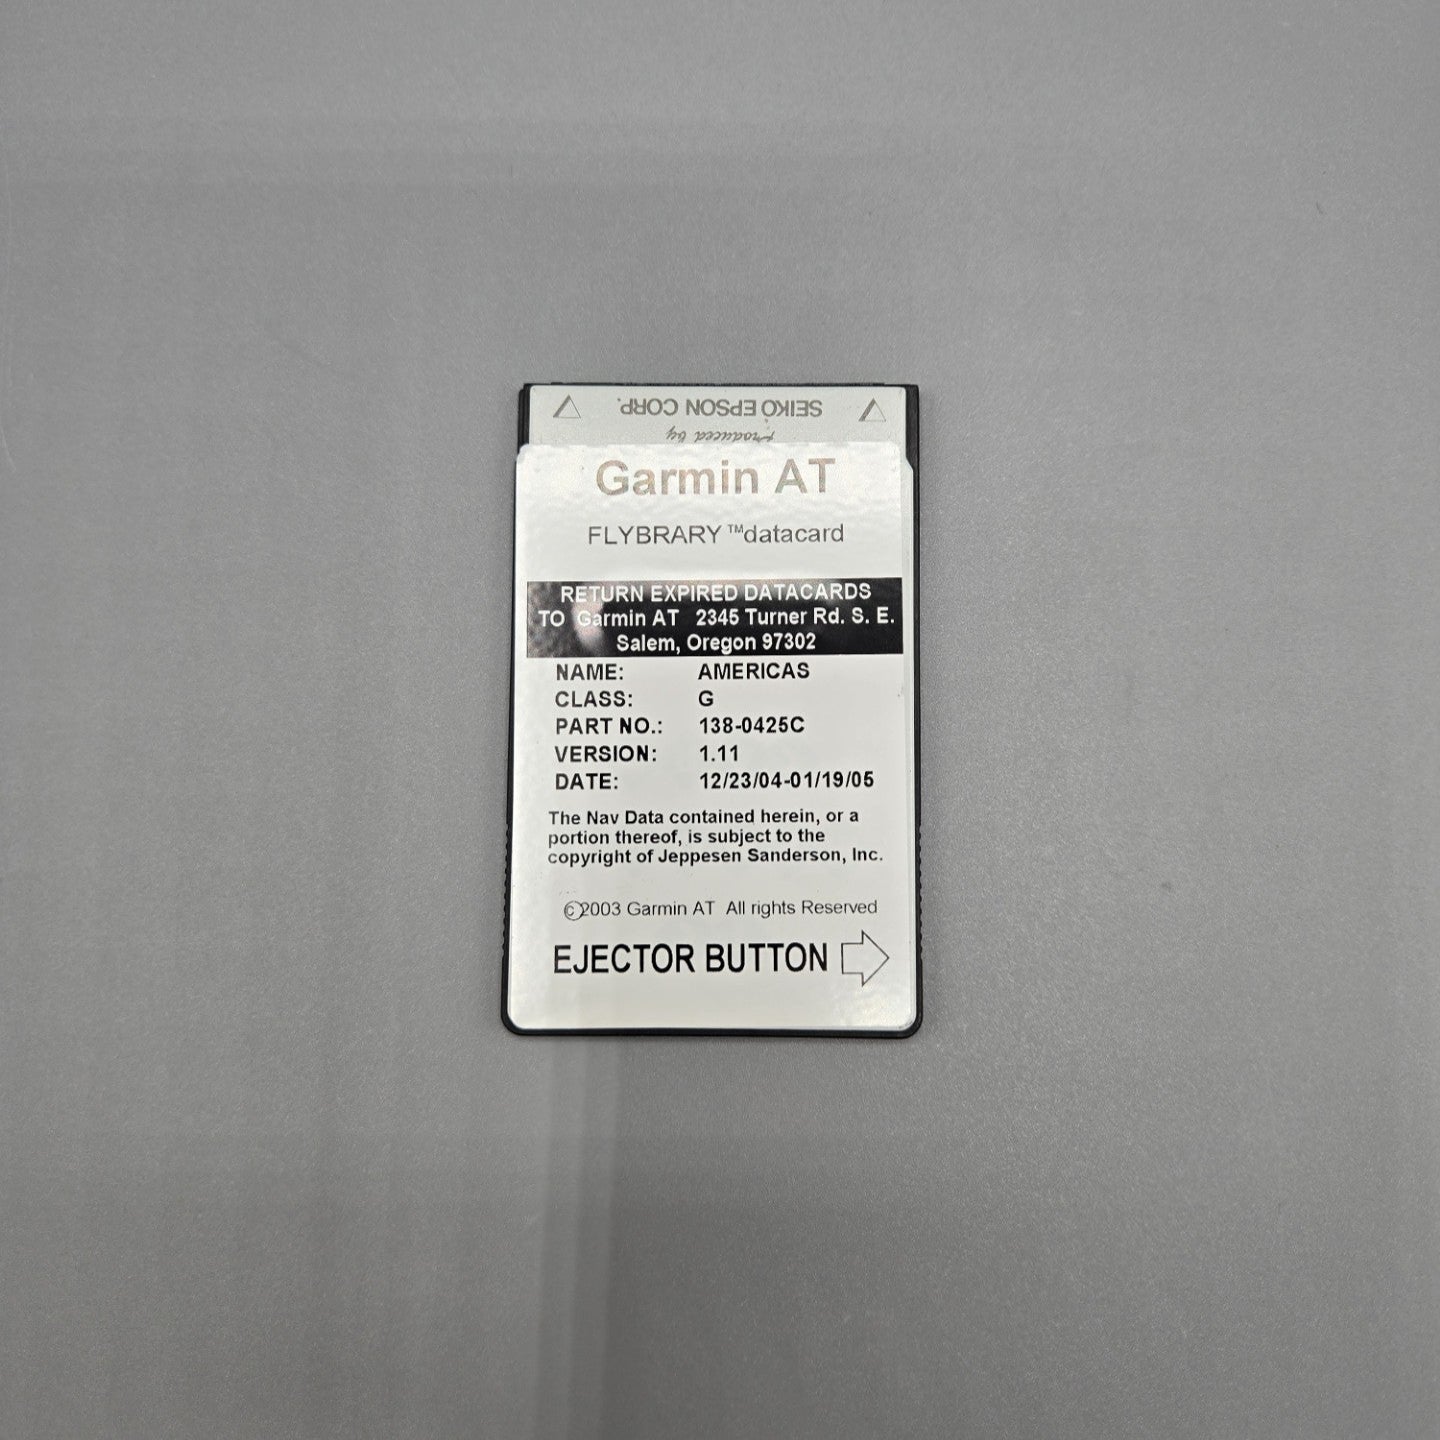 SEIKO EPSON CORP.
produced by
Garmin AT
FLYBRARY ™datacard
RETURN EXPIRED DATACARDS
TO Garmin AT 2345 Turner Rd. S. E.
Salem, Oregon 97302
NAME: AMERICAS
CLASS: G
PART NO.: 138-0425C
VERSION: 1.11
DATE: 12/23/04-01/19/05
The Nav Data contained herein, or a
portion thereof, is subject to the
copyright of Jeppesen Sanderson, Inc.
©2003 Garmin AT All rights Reserved
EJECTOR BUTTON